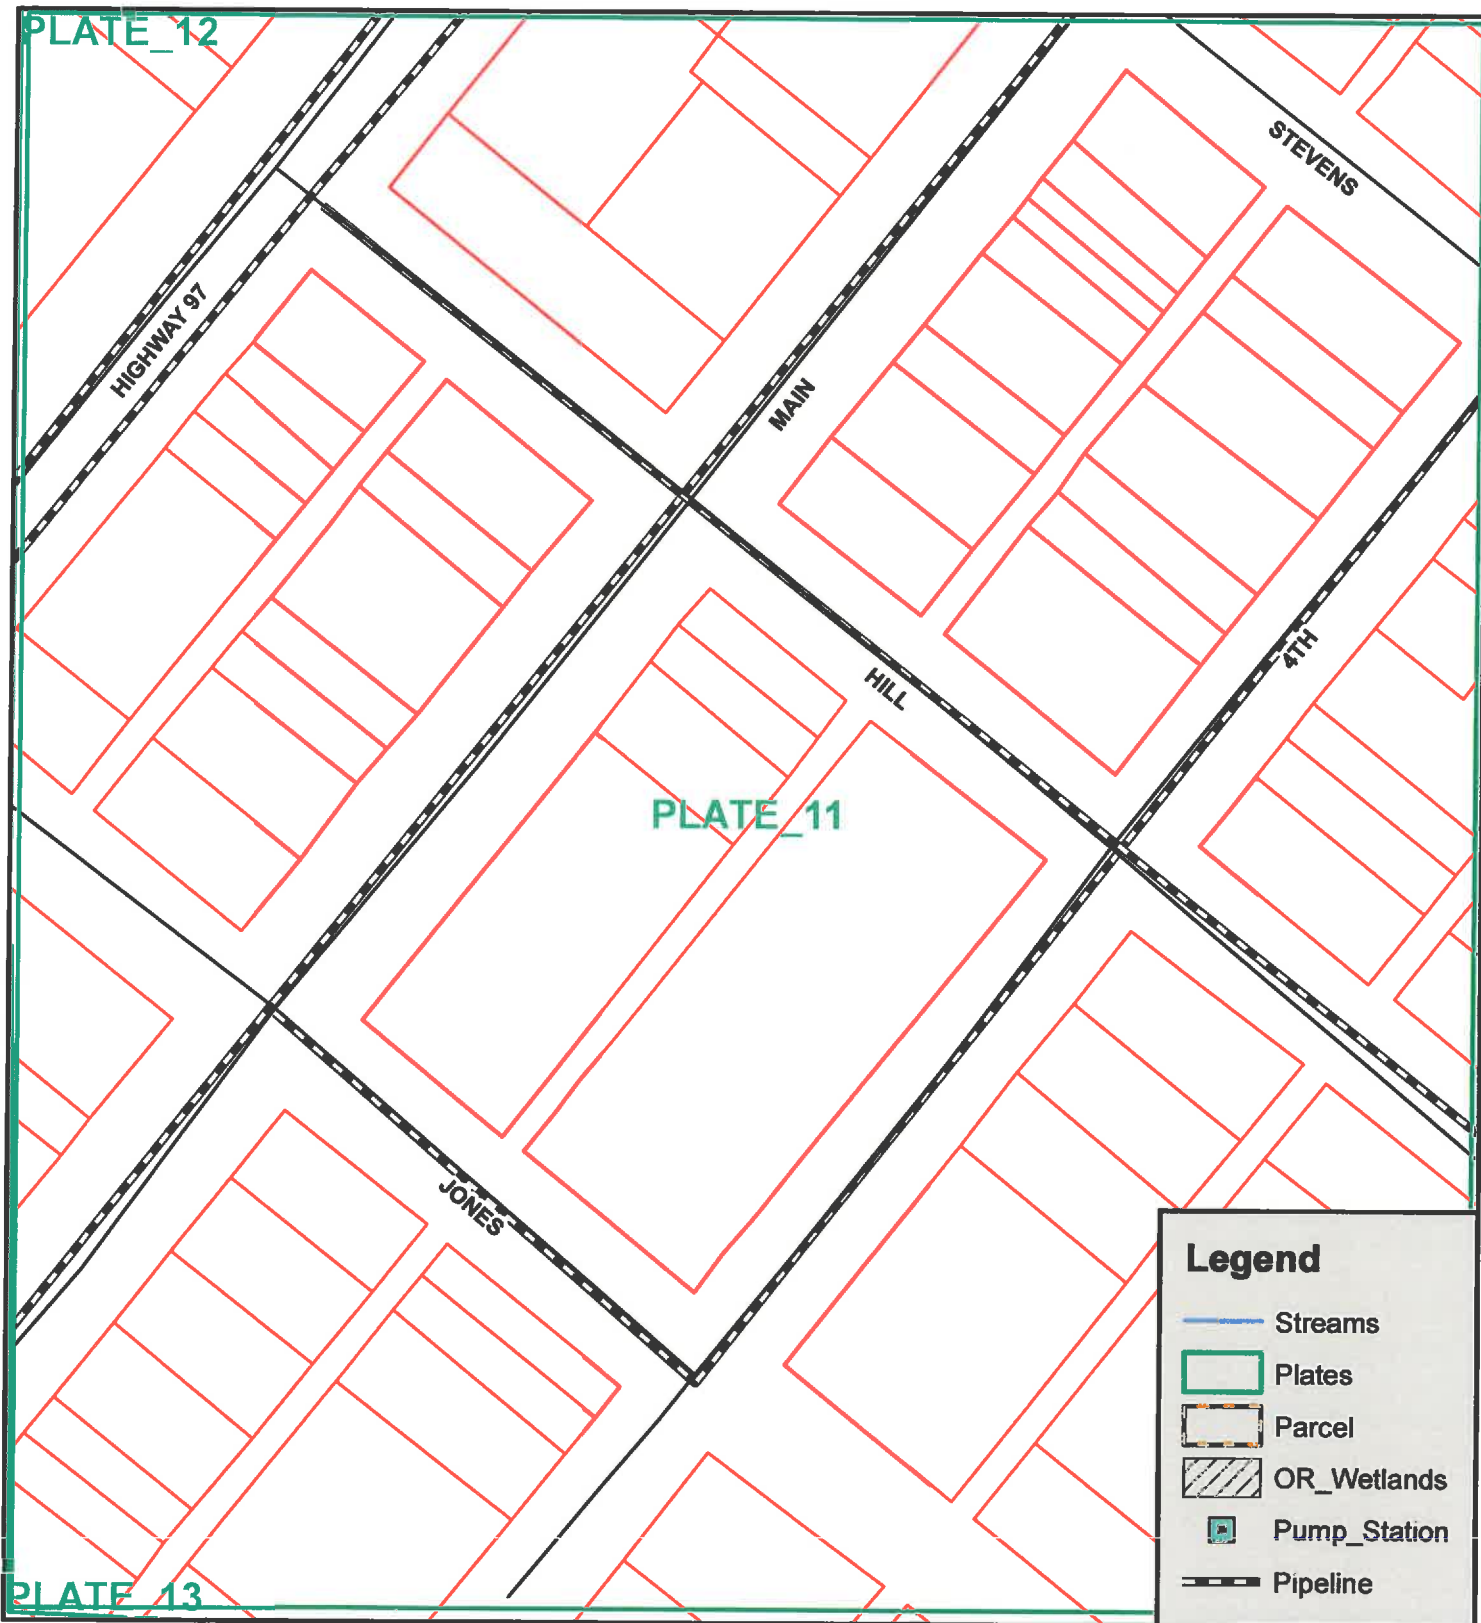 PLATE_12
STEVENS
HIGHWAY 97
MAIN
4TH
HILL
PLATE_11
JONES
Legend
Streams
Plates
Parcel
OR_Wetlands
Pump_Station
Pipeline
PLATE_13